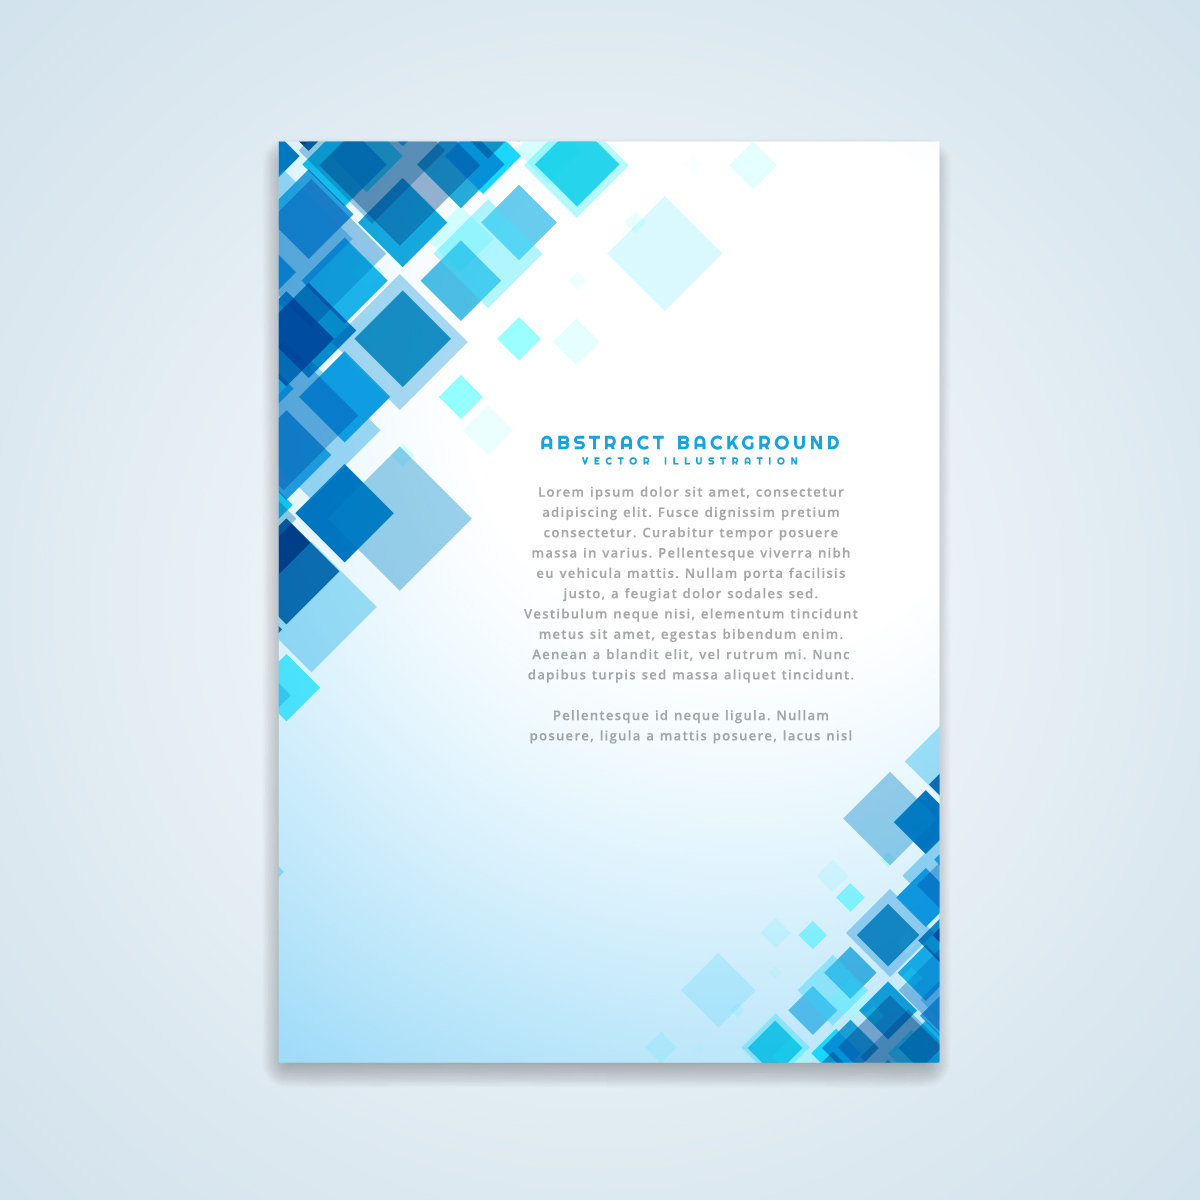 ABSTRACT BACKGROUND
VECTOR ILLUSTRATION
Lorem ipsum dolor sit amet, consectetur
adipiscing elit. Fusce dignissim pretium
consectetur. Curabitur tempor posuere
massa in varius. Pellentesque viverra nibh
eu vehicula mattis. Nullam porta facilisis
justo, a feugiat dolor sodales sed.
Vestibulum neque nisi, elementum tincidunt
metus sit amet, egestas bibendum enim.
Aenean a blandit elit, vel rutrum mi. Nunc
dapibus turpis sed massa aliquet tincidunt.
Pellentesque id neque ligula. Nullam
posuere, ligula a mattis posuere, lacus nisl